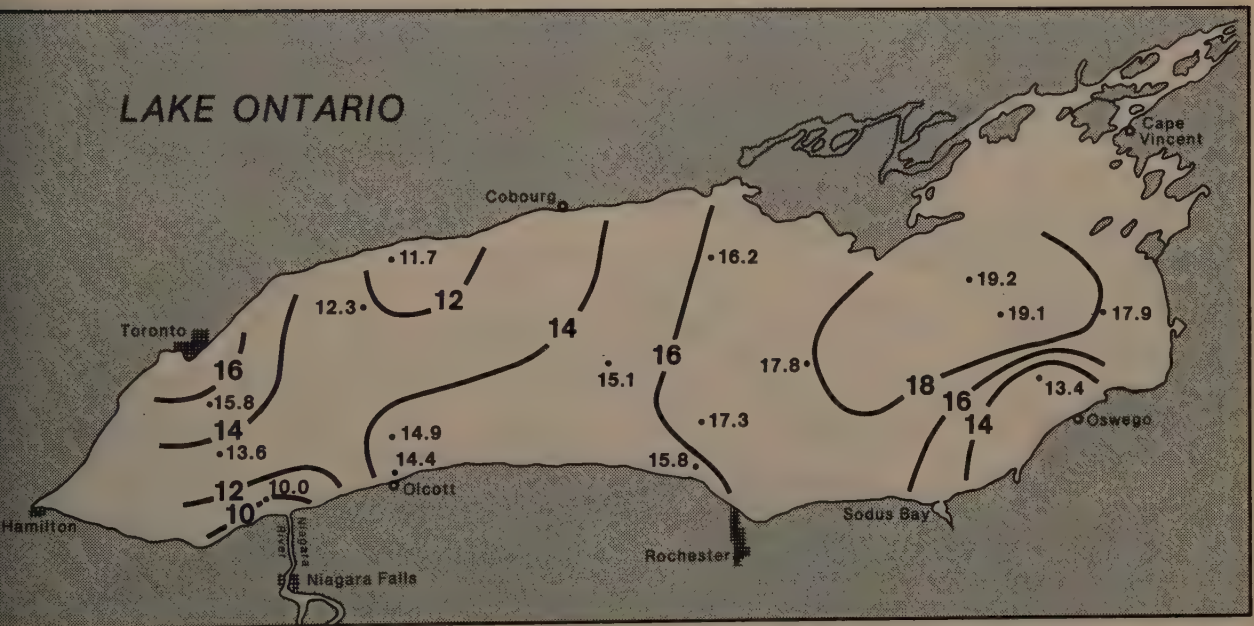 LAKE ONTARIO
Cape
Vincent
Cobourg
• 11.7
• 16.2
12.3 •
12
• 19.2
• 19.1
• 17.9
Toronto
14
16
16
15.1
17.8 •
18
• 13.4
• 15.8
16
14
14
Oswego
• 13.6
• 14.9
• 17.3
14.4
15.8 •
12
10.0
10
Olcott
Hamilton
Sodus Bay
Niagara
River
Rochester
Niagara Falls